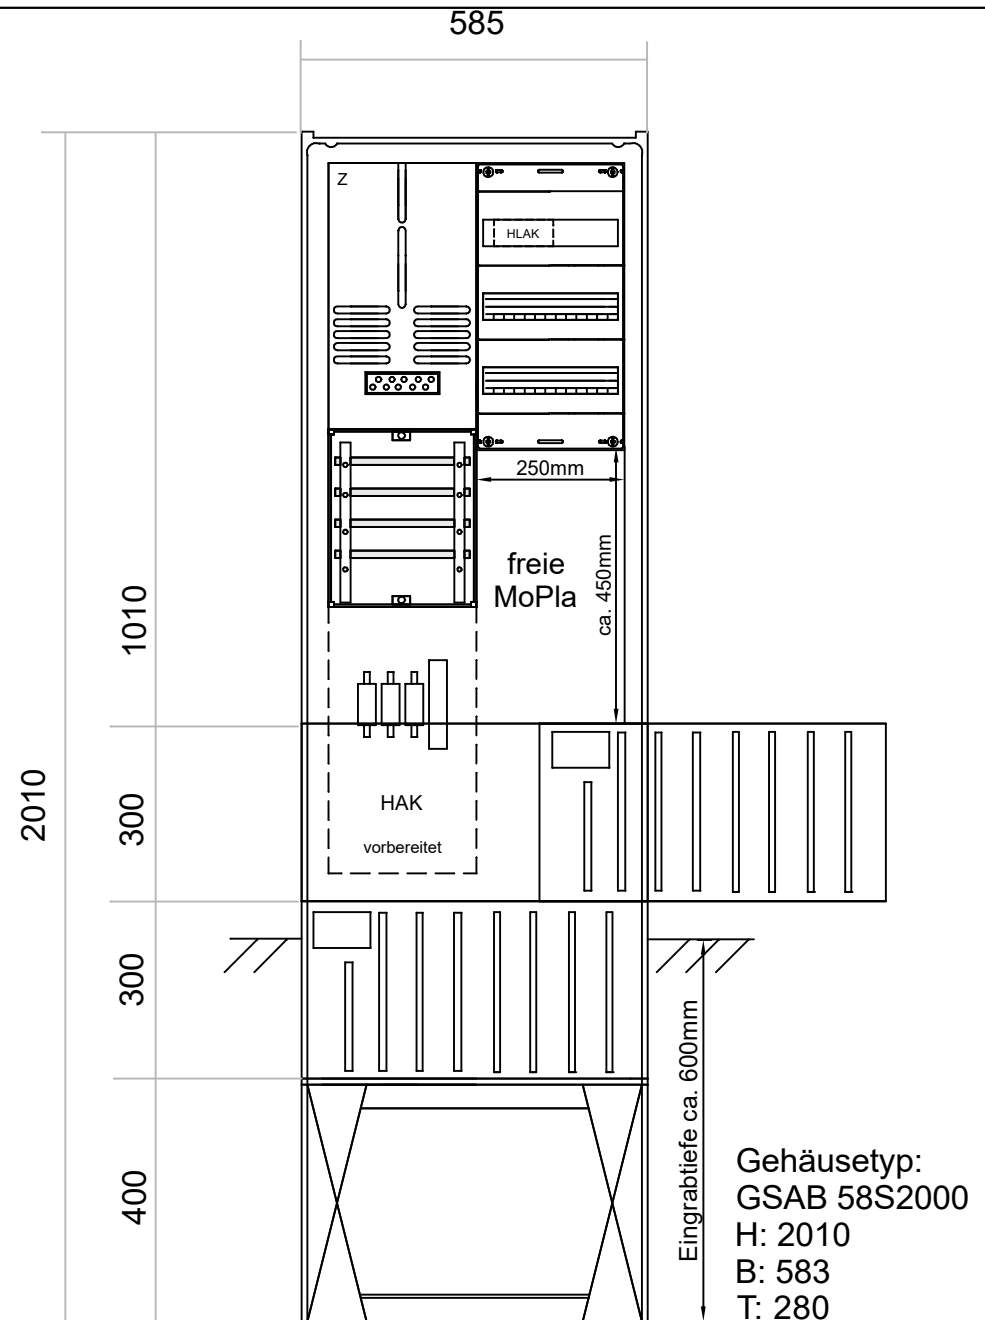 585
Z
HLAK
250mm
freie
MoPla
ca. 450mm
1010
2010
300
HAK
vorbereitet
300
Eingrabtiefe ca. 600mm
400
Gehäusetyp:
GSAB 58S2000
H: 2010
B: 583
T: 280